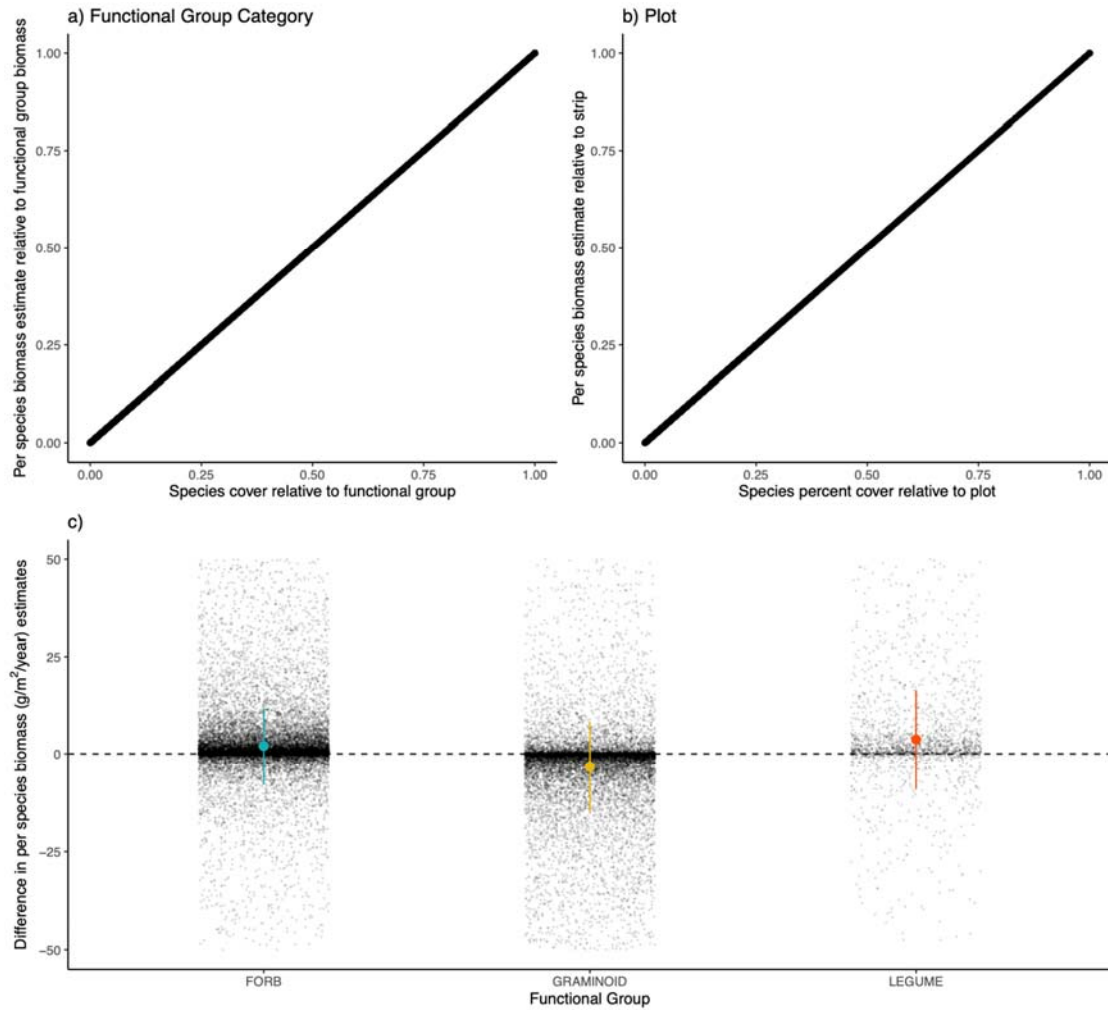 a) Functional Group Category
Per species biomass estimate relative to functional group biomass
1.00
0.75
0.50
0.25
0.00
0.00 0.25 0.50 0.75 1.00
Species cover relative to functional group
b) Plot
Per species biomass estimate relative to strip
1.00
0.75
0.50
0.25
0.00
0.00 0.25 0.50 0.75 1.00
Species percent cover relative to plot
c)
Difference in per species biomass (g/m²/year) estimates
50
25
0
−25
−50
FORB GRAMINOID LEGUME
Functional Group